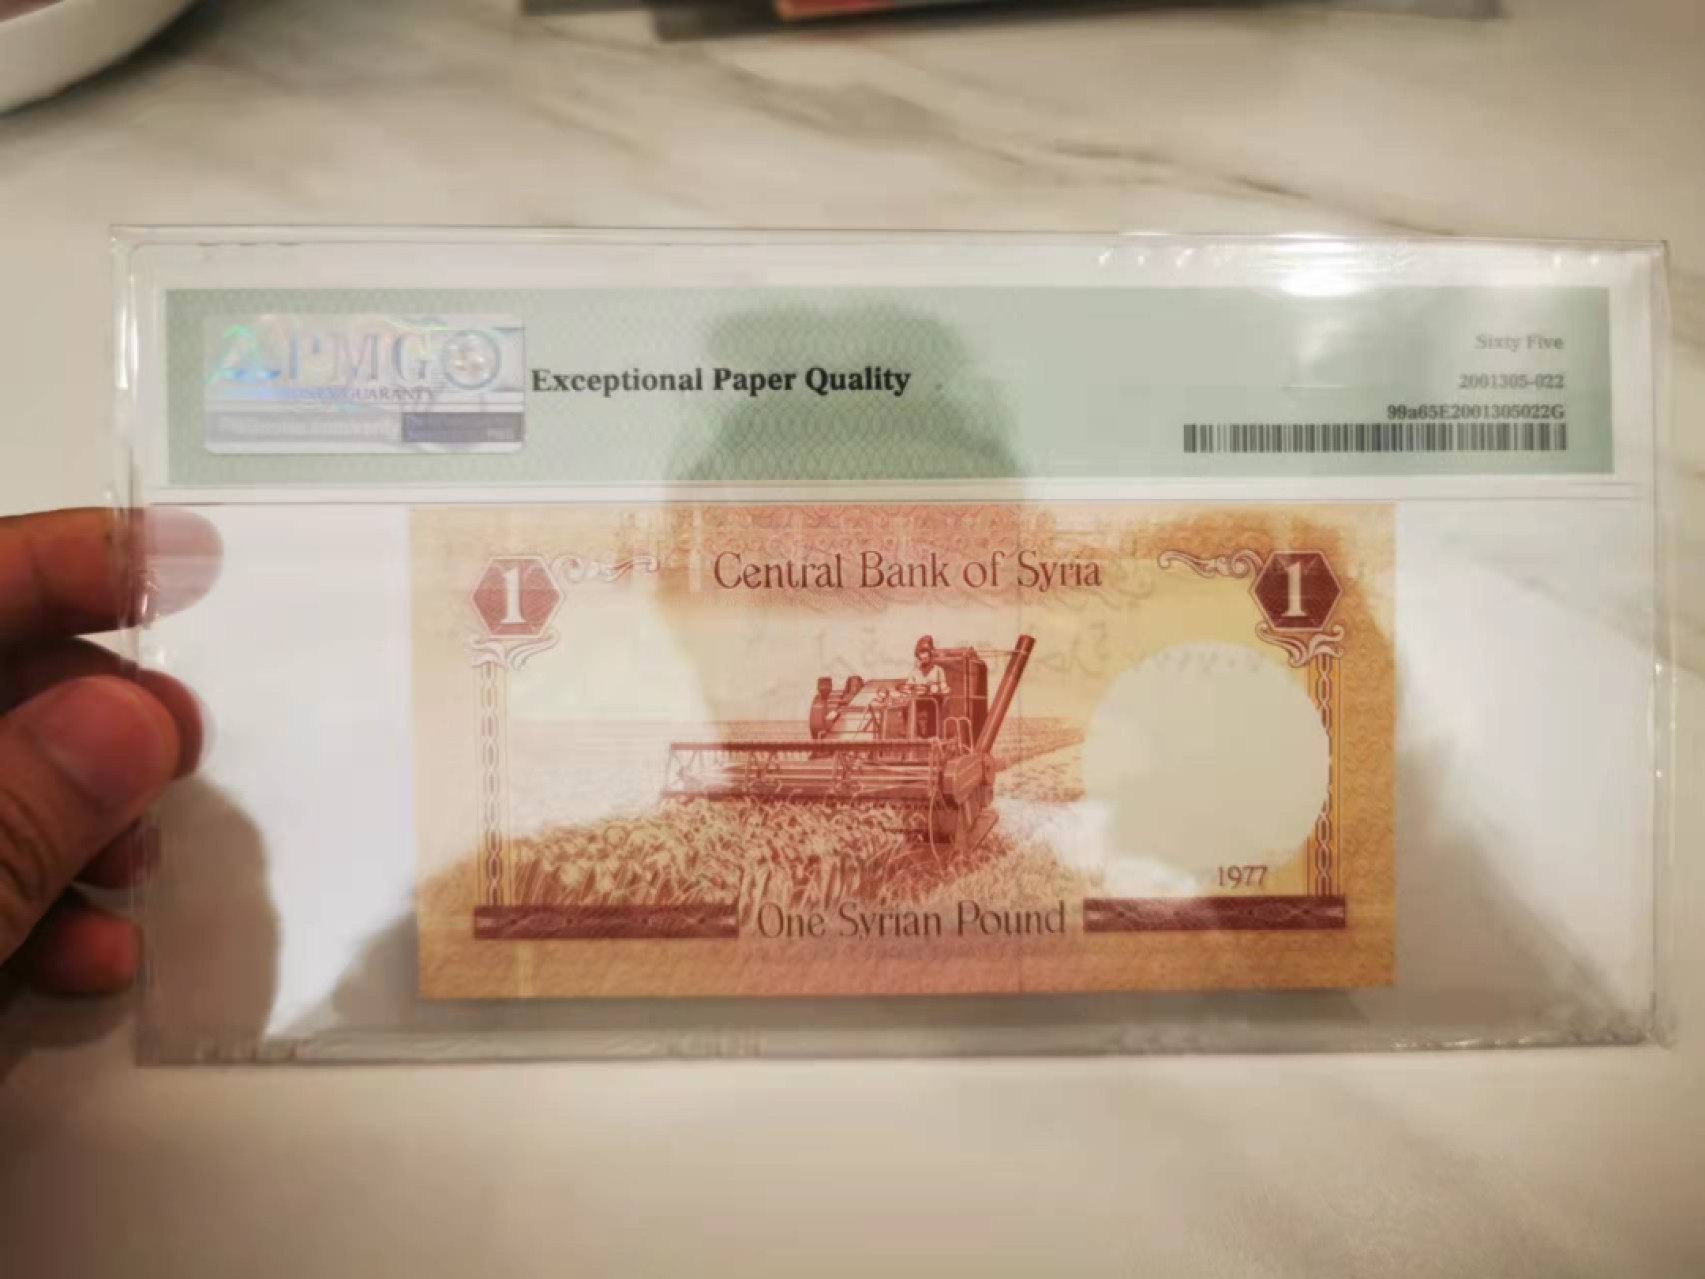 PMG
Exceptional Paper Quality
Sixty Five
2001305-022
99a65E2001305022G
1
Central Bank of Syria
1
1977
One Syrian Pound